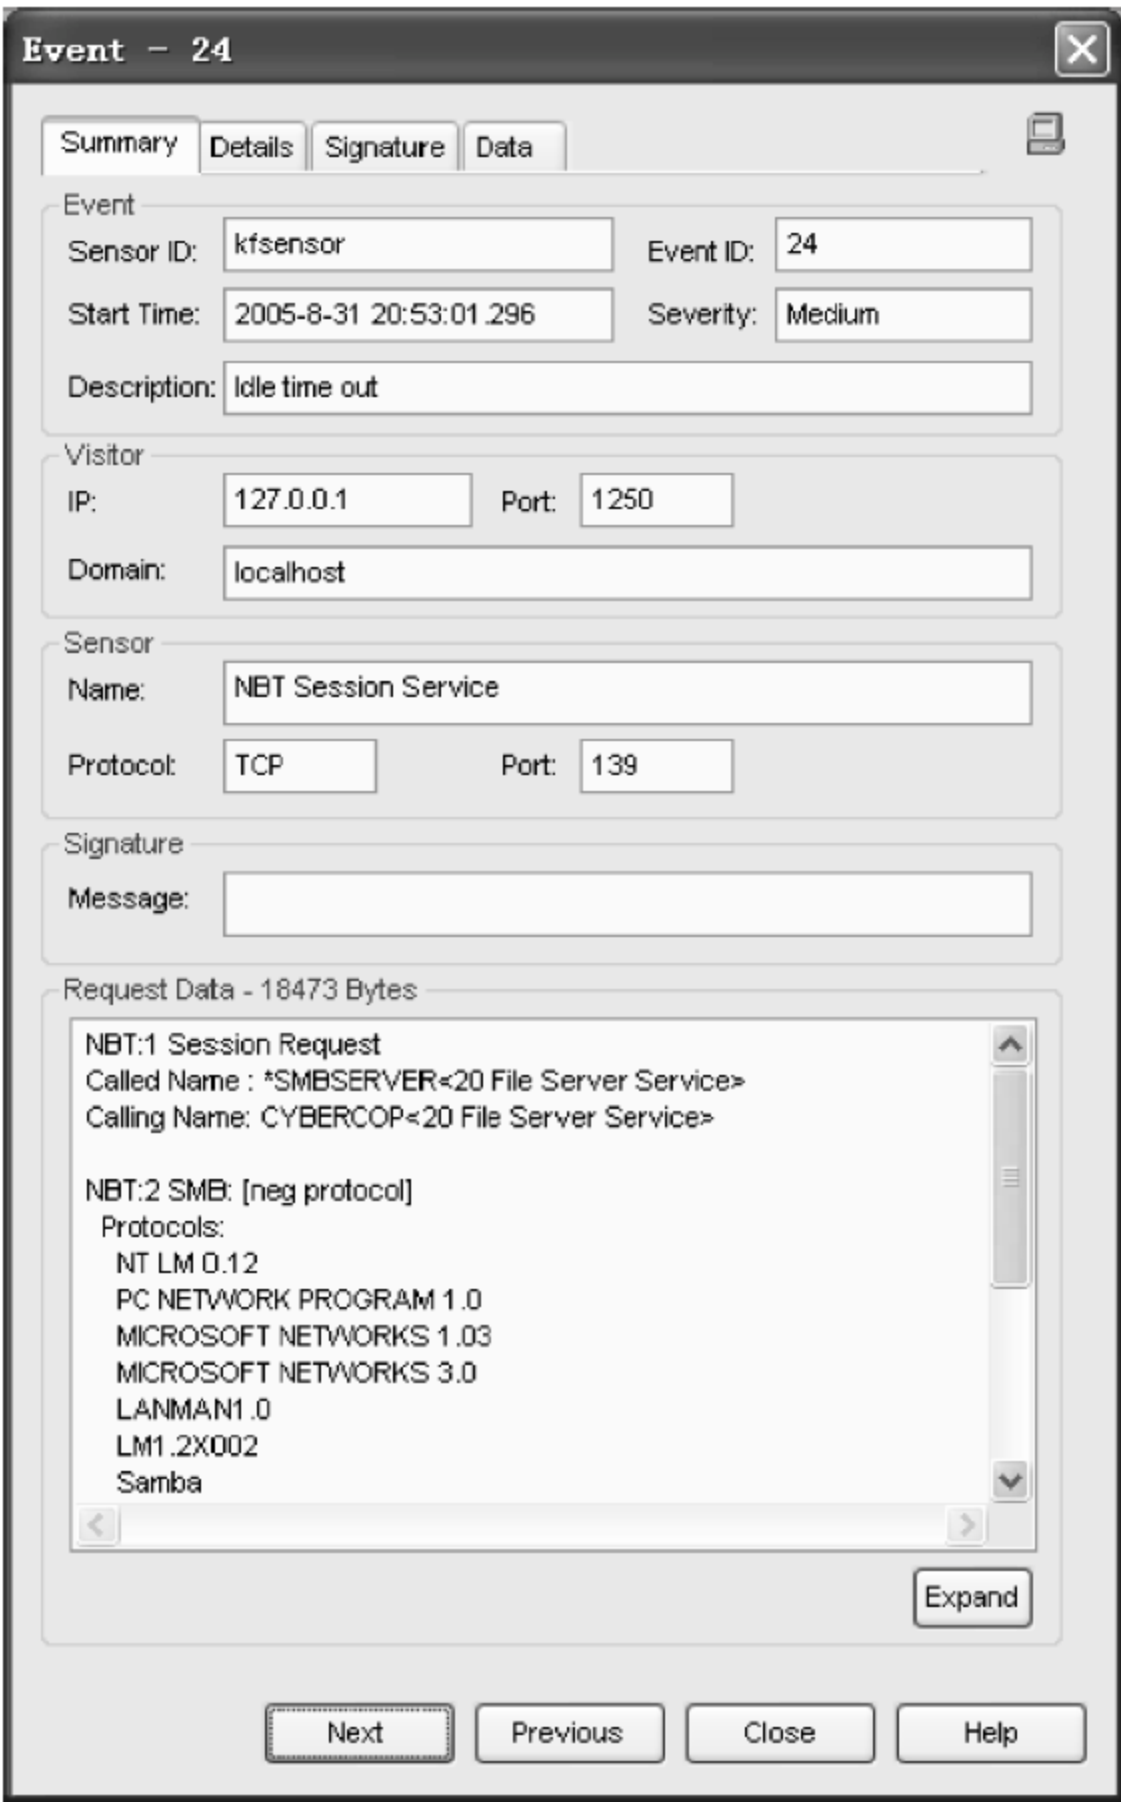 Event - 24
Summary Details Signature Data
Event
Sensor ID: kfsensor Event ID: 24
Start Time: 2005-8-31 20:53:01.296 Severity: Medium
Description: Idle time out
Visitor
IP: 127.0.0.1 Port: 1250
Domain: localhost
Sensor
Name: NBT Session Service
Protocol: TCP Port: 139
Signature
Message:
Request Data - 18473 Bytes
NBT:1 Session Request
Called Name : *SMBSERVER<20 File Server Service>
Calling Name: CYBERCOP<20 File Server Service>
NBT:2 SMB: [neg protocol]
Protocols:
NT LM 0.12
PC NETWORK PROGRAM 1.0
MICROSOFT NETWORKS 1.03
MICROSOFT NETWORKS 3.0
LANMAN1.0
LM1.2X002
Samba
Expand
Next Previous Close Help